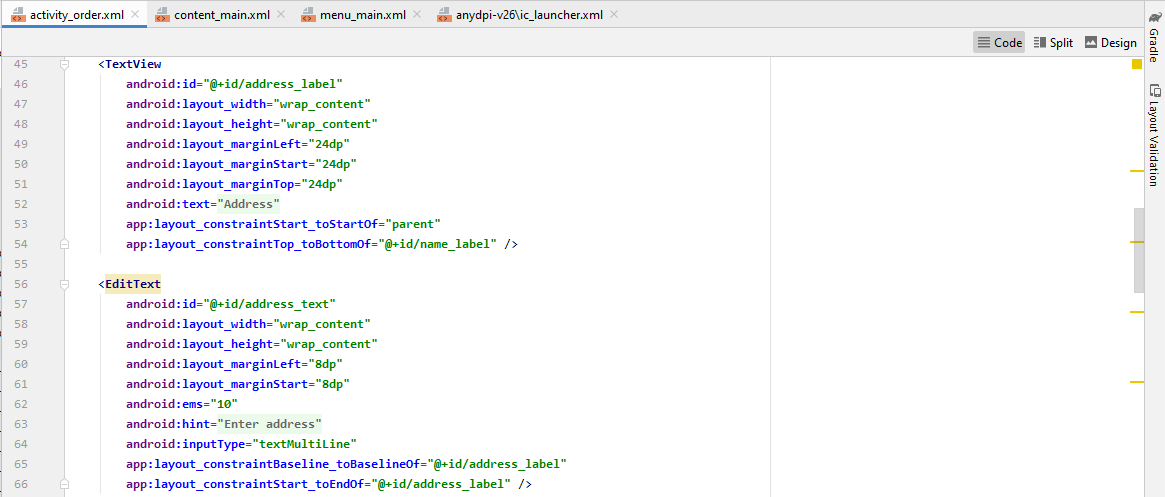 activity_order.xml content_main.xml menu_main.xml anydpi-v26\ic_launcher.xml
Code Split Design
Gradle
Layout Validation
45 <TextView
46 android:id="@+id/address_label"
47 android:layout_width="wrap_content"
48 android:layout_height="wrap_content"
49 android:layout_marginLeft="24dp"
50 android:layout_marginStart="24dp"
51 android:layout_marginTop="24dp"
52 android:text="Address"
53 app:layout_constraintStart_toStartOf="parent"
54 app:layout_constraintTop_toBottomOf="@+id/name_label" />
55
56 <EditText
57 android:id="@+id/address_text"
58 android:layout_width="wrap_content"
59 android:layout_height="wrap_content"
60 android:layout_marginLeft="8dp"
61 android:layout_marginStart="8dp"
62 android:ems="10"
63 android:hint="Enter address"
64 android:inputType="textMultiLine"
65 app:layout_constraintBaseline_toBaselineOf="@+id/address_label"
66 app:layout_constraintStart_toEndOf="@+id/address_label" />